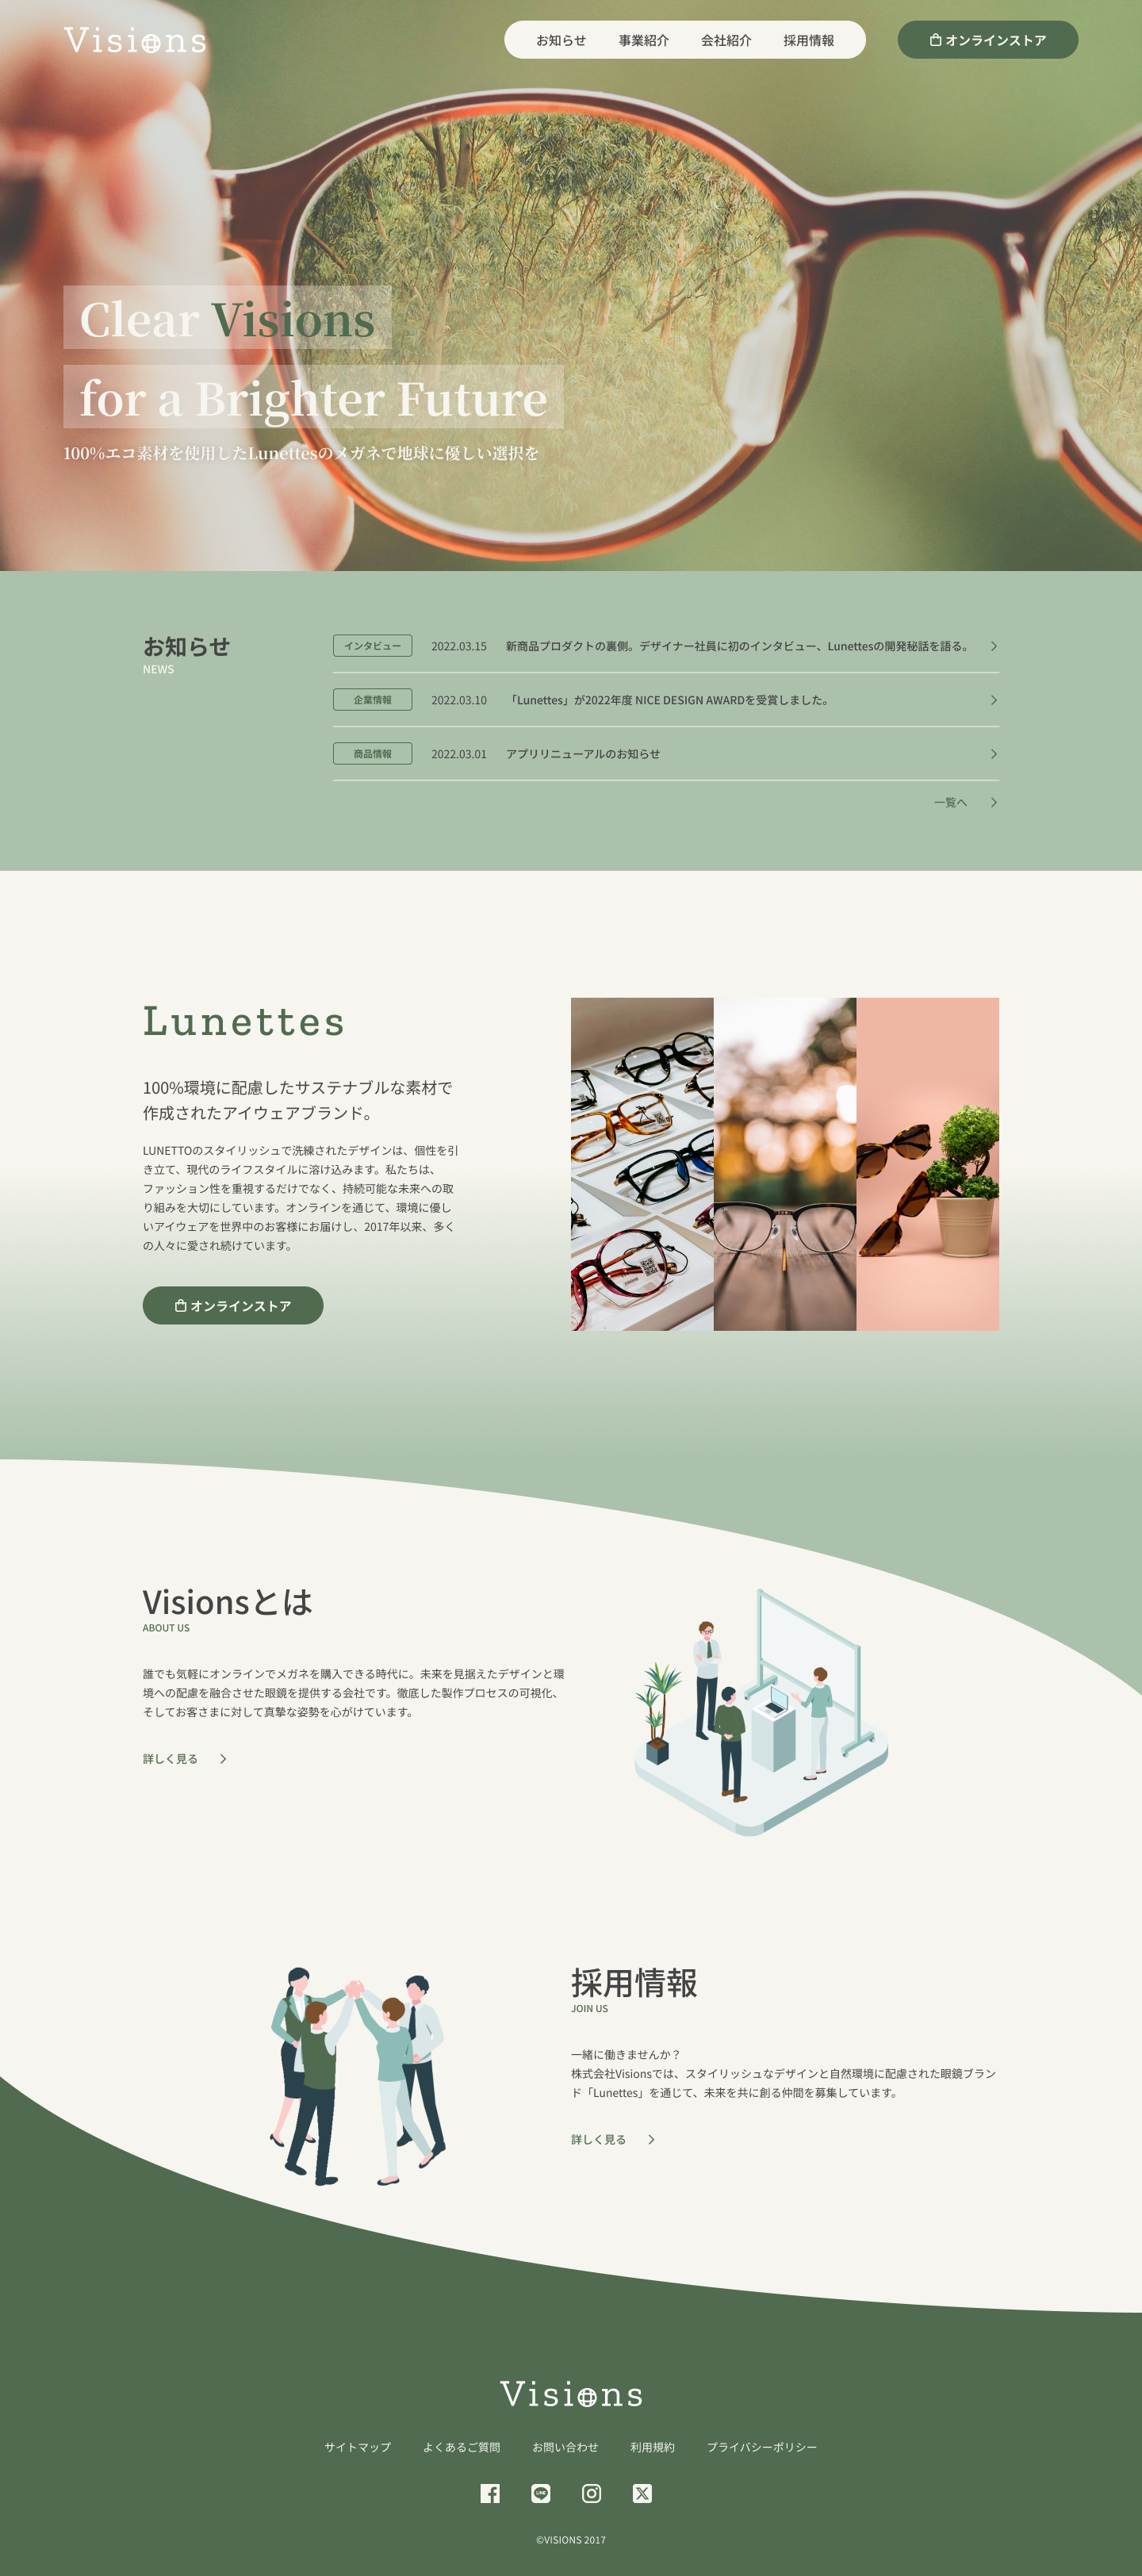 Visions
お知らせ 事業紹介 会社紹介 採用情報 オンラインストア
Clear Visions
for a Brighter Future
100%エコ素材を使用したLunettesのメガネで地球に優しい選択を
お知らせ
NEWS
インタビュー 2022.03.15 新商品プロダクトの裏側。デザイナー社員に初のインタビュー、Lunettesの開発秘話を語る。
企業情報 2022.03.10 「Lunettes」が2022年度 NICE DESIGN AWARDを受賞しました。
商品情報 2022.03.01 アプリリニューアルのお知らせ
一覧へ
Lunettes
100%環境に配慮したサステナブルな素材で
作成されたアイウェアブランド。
LUNETTOのスタイリッシュで洗練されたデザインは、個性を引
き立て、現代のライフスタイルに溶け込みます。私たちは、
ファッション性を重視するだけでなく、持続可能な未来への取
り組みを大切にしています。オンラインを通じて、環境に優し
いアイウェアを世界中のお客様にお届けし、2017年以来、多く
の人々に愛され続けています。
オンラインストア
Visionsとは
ABOUT US
誰でも気軽にオンラインでメガネを購入できる時代に。未来を見据えたデザインと環
境への配慮を融合させた眼鏡を提供する会社です。徹底した製作プロセスの可視化、
そしてお客さまに対して真摯な姿勢を心がけています。
詳しく見る
採用情報
JOIN US
一緒に働きませんか？
株式会社Visionsでは、スタイリッシュなデザインと自然環境に配慮された眼鏡ブラン
ド「Lunettes」を通じて、未来を共に創る仲間を募集しています。
詳しく見る
Visions
サイトマップ よくあるご質問 お問い合わせ 利用規約 プライバシーポリシー
LINE
©VISIONS 2017